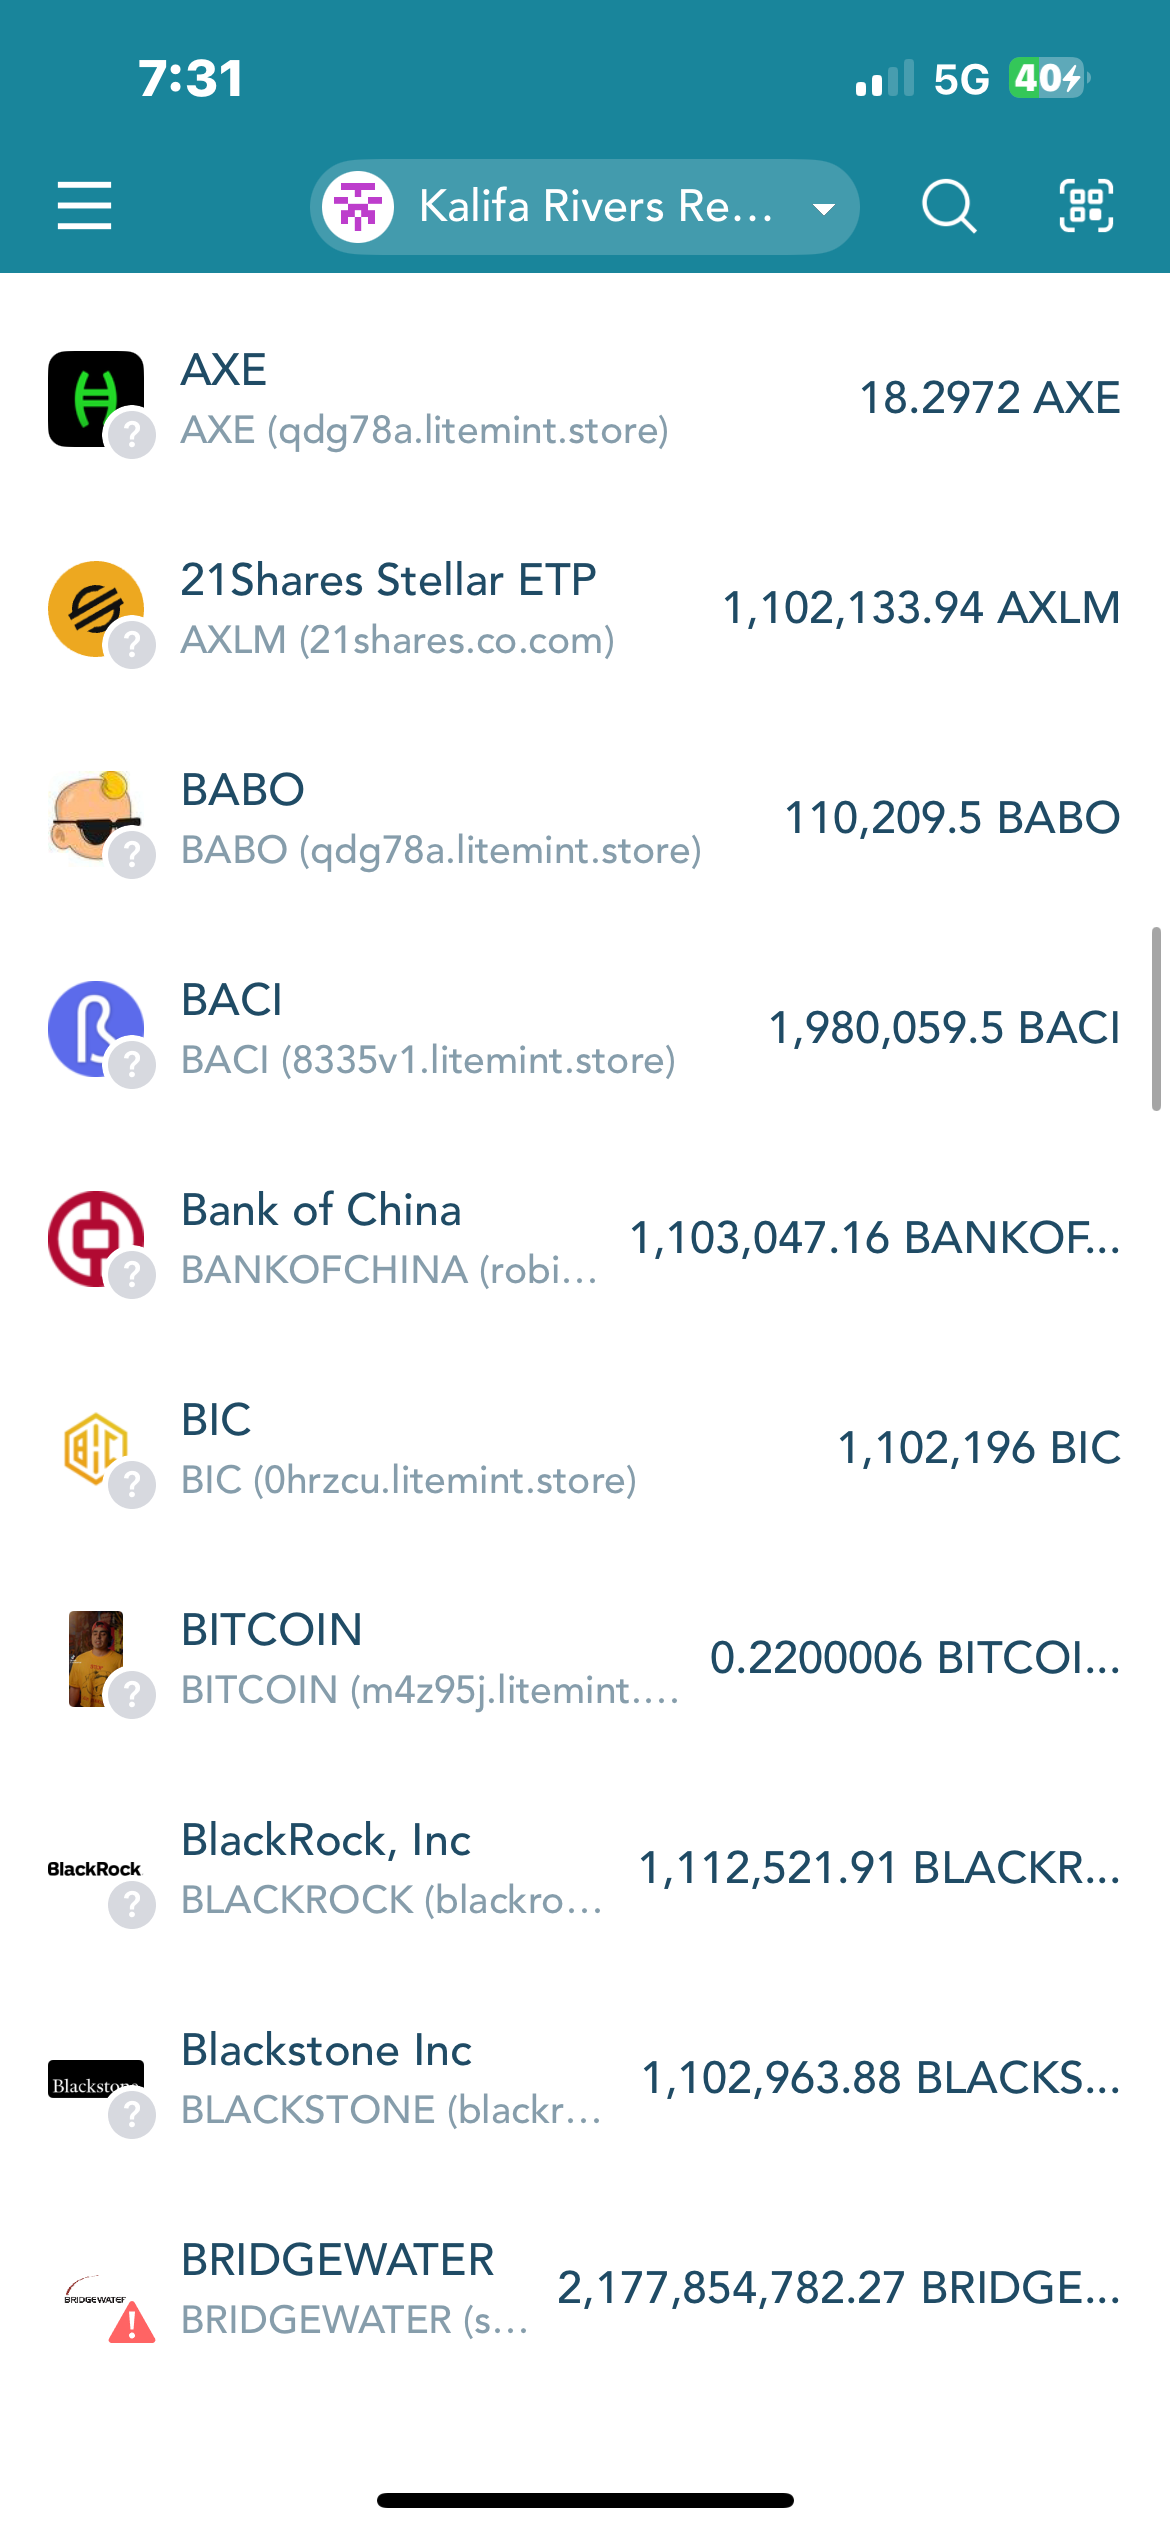 7:31
5G 40
Kalifa Rivers Re...
AXE
18.2972 AXE
AXE (qdg78a.litemint.store)
21Shares Stellar ETP
1,102,133.94 AXLM
AXLM (21shares.co.com)
BABO
110,209.5 BABO
BABO (qdg78a.litemint.store)
BACI
1,980,059.5 BACI
BACI (8335v1.litemint.store)
Bank of China
1,103,047.16 BANKOF...
BANKOFCHINA (robi...
BIC
BIC
1,102,196 BIC
BIC (0hrzcu.litemint.store)
BITCOIN
0.2200006 BITCOI...
BITCOIN (m4z95j.litemint....
BlackRock, Inc
BlackRock
1,112,521.91 BLACKR...
BLACKROCK (blackro...
Blackstone Inc
Blackstone
1,102,963.88 BLACKS...
BLACKSTONE (blackr...
BRIDGEWATER
BRIDGEWATER
2,177,854,782.27 BRIDGE...
BRIDGEWATER (s...